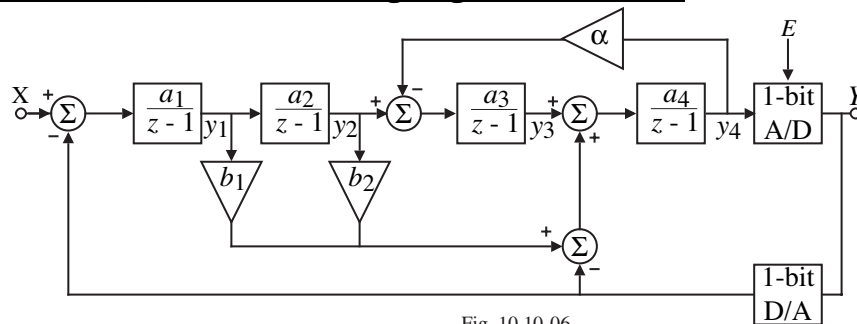 α
E
X
+
Σ
−
a1
z - 1
y1
a2
z - 1
y2
+
−
Σ
a3
z - 1
y3
+
Σ
+
a4
z - 1
y4
1-bit
A/D
Y
b1
b2
+
Σ
−
1-bit
D/A